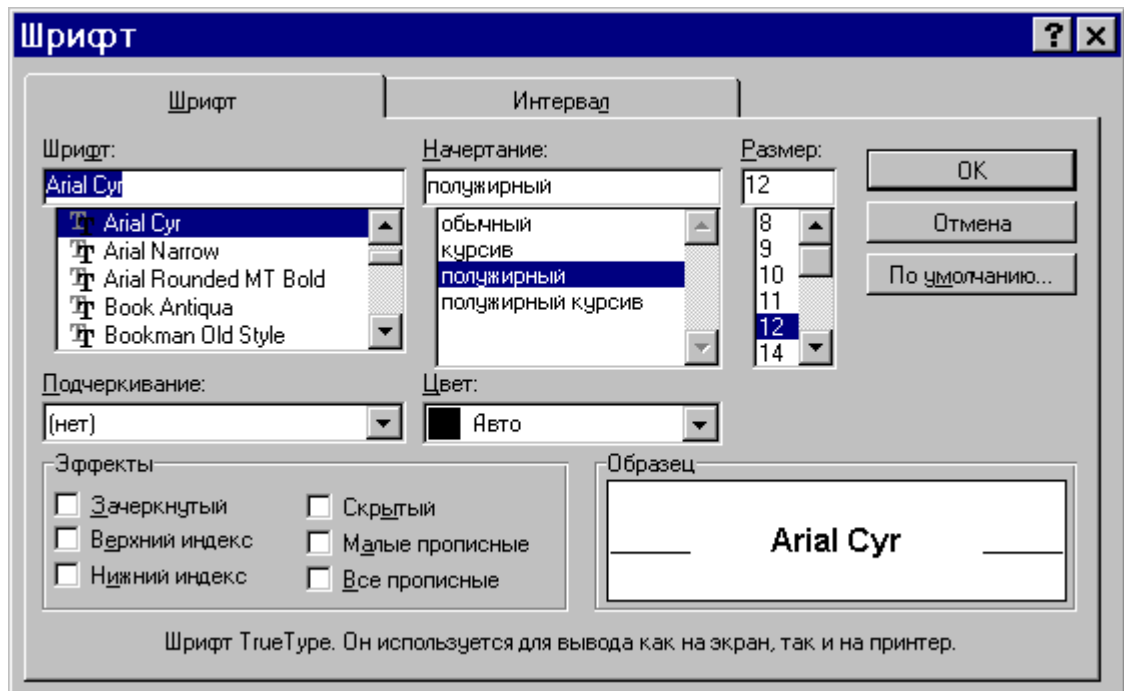 Шрифт
Шрифт Интервал
Шрифт: Начертание: Размер:
Arial Cyr полужирный 12 OK
Arial Cyr обычный 8 Отмена
Arial Narrow курсив 9
Arial Rounded MT Bold полужирный 10 По умолчанию...
Book Antiqua полужирный курсив 11
Bookman Old Style 12
14
Подчеркивание: Цвет:
(нет) Авто
Эффекты Образец
Зачеркнутый Скрытый
Верхний индекс Малые прописные Arial Cyr
Нижний индекс Все прописные
Шрифт TrueType. Он используется для вывода как на экран, так и на принтер.